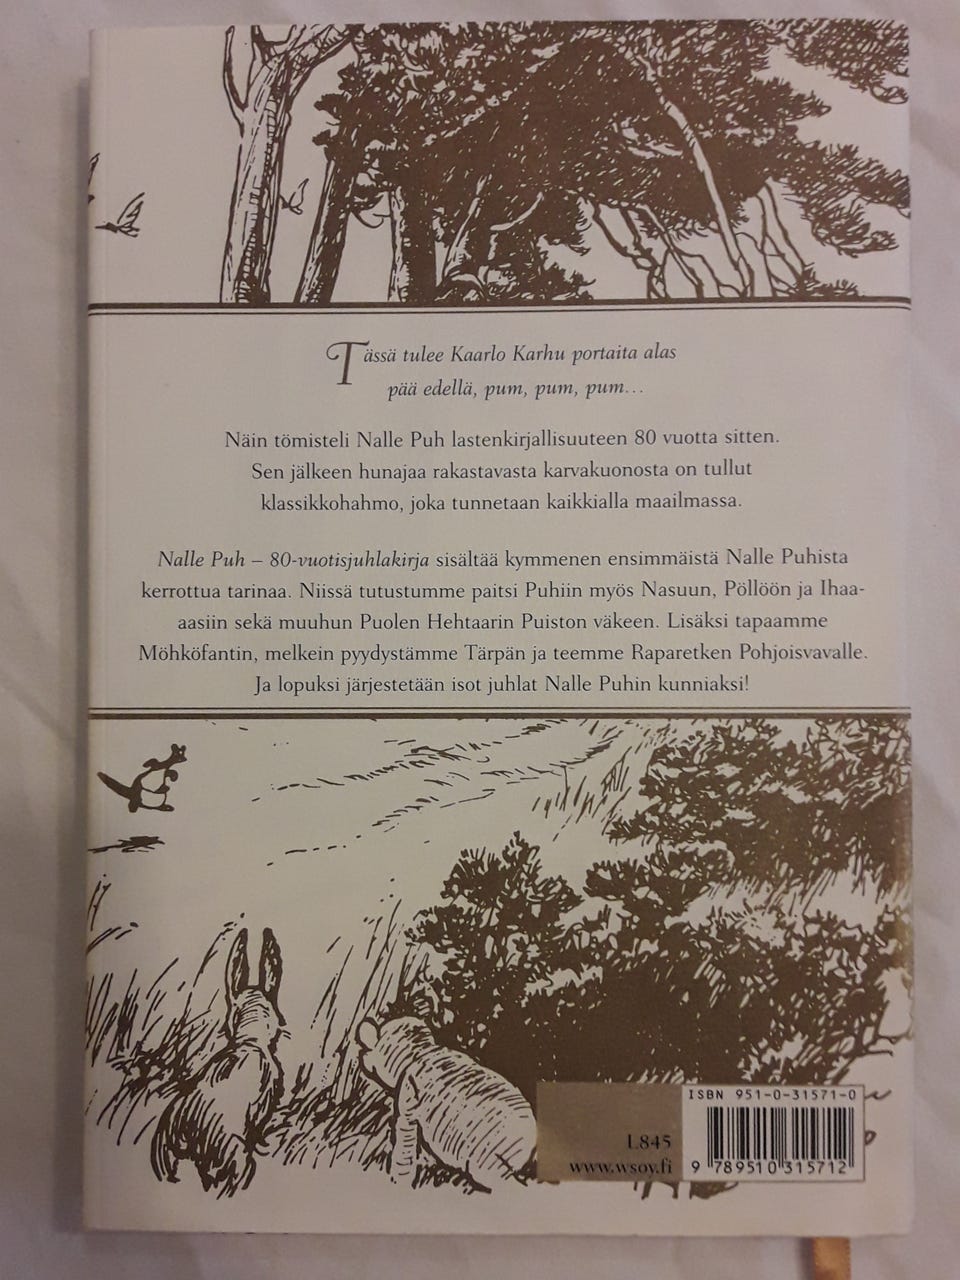 Tässä tulee Kaarlo Karhu portaita alas
pää edellä, pum, pum, pum...
Näin tömisteli Nalle Puh lastenkirjallisuuteen 80 vuotta sitten.
Sen jälkeen hunajaa rakastavasta karvakuonosta on tullut
klassikkohahmo, joka tunnetaan kaikkialla maailmassa.
Nalle Puh – 80-vuotisjuhlakirja sisältää kymmenen ensimmäistä Nalle Puhista
kerrottua tarinaa. Niissä tutustumme paitsi Puhiin myös Nasuun, Pöllöön ja Ihaa-
aasiin sekä muuhun Puolen Hehtaarin Puiston väkeen. Lisäksi tapaamme
Möhköfantin, melkein pyydystämme Tärpän ja teemme Raparetken Pohjoisvavalle.
Ja lopuksi järjestetään isot juhlat Nalle Puhin kunniaksi!
ISBN 951-0-31571-0
L845
www.wsoy.fi
9 789510 315712